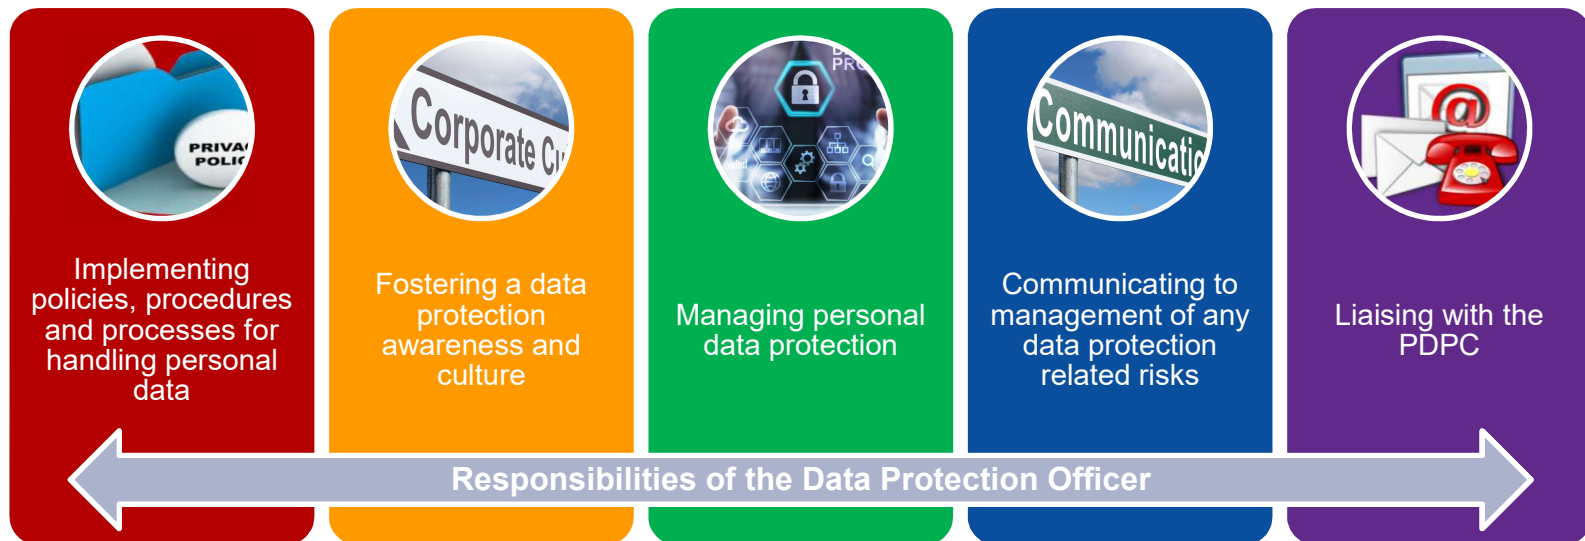 PRIVA
POLIC
Corporate Cu
PRO
Communicatio
@
Implementing
policies, procedures
and processes for
handling personal
data
Fostering a data
protection
awareness and
culture
Managing personal
data protection
Communicating to
management of any
data protection
related risks
Liaising with the
PDPC
Responsibilities of the Data Protection Officer